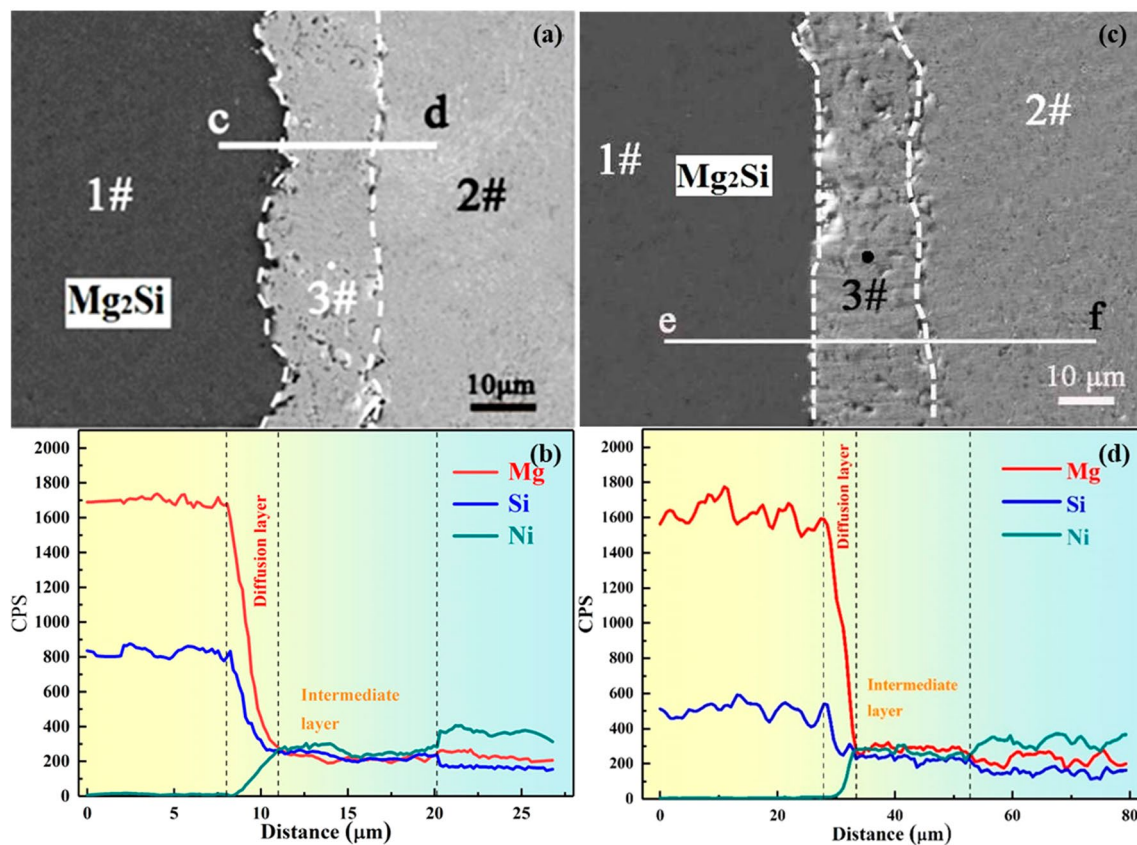 (a)
c
d
1#
2#
Mg₂Si
3#
10μm
(c)
2#
1#
Mg₂Si
3#
e
f
10 μm
(b)
2000
1800
1600
1400
1200
1000
800
600
400
200
0
CPS
Mg
Si
Ni
Diffusion layer
Intermediate
layer
0
5
10
15
20
25
Distance (μm)
(d)
2000
1800
1600
1400
1200
1000
800
600
400
200
0
CPS
Mg
Si
Ni
Diffusion layer
Intermediate
layer
0
20
40
60
80
Distance (μm)